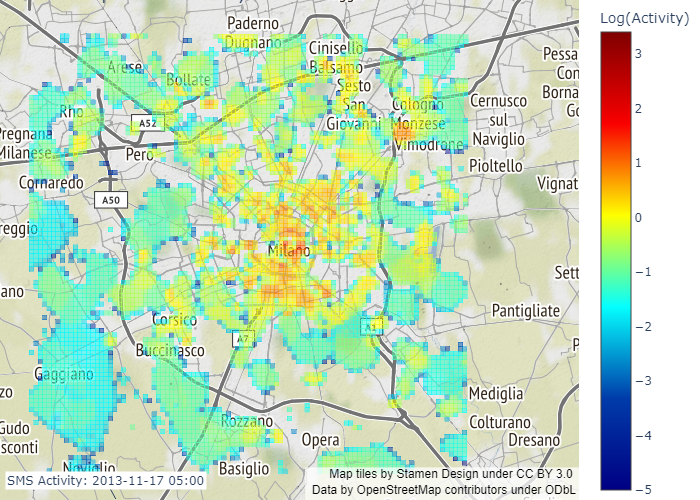 Log(Activity)
Paderno
Dugnano
Cinisello
Balsamo
Arese
Bollate
Sesto
San
Giovanni
Cologno
Monzese
Vimodrone
Cernusco
sul
Naviglio
Pessa
Con
Borna
Rho
A52
Pregnana
Milanese
Pero
Pioltello
Cornaredo
Vignat
A50
reggio
Milano
Sett
ano
Pantigliate
Corsico
A7
A1
Buccinasco
Gaggiano
Mediglia
zo
Rozzano
Colturano
Gudo
sconti
Opera
Dresano
Naviglio
Basiglio
3
2
1
0
−1
−2
−3
−4
−5
SMS Activity: 2013-11-17 05:00
Map tiles by Stamen Design under CC BY 3.0
Data by OpenStreetMap contributors under ODbL